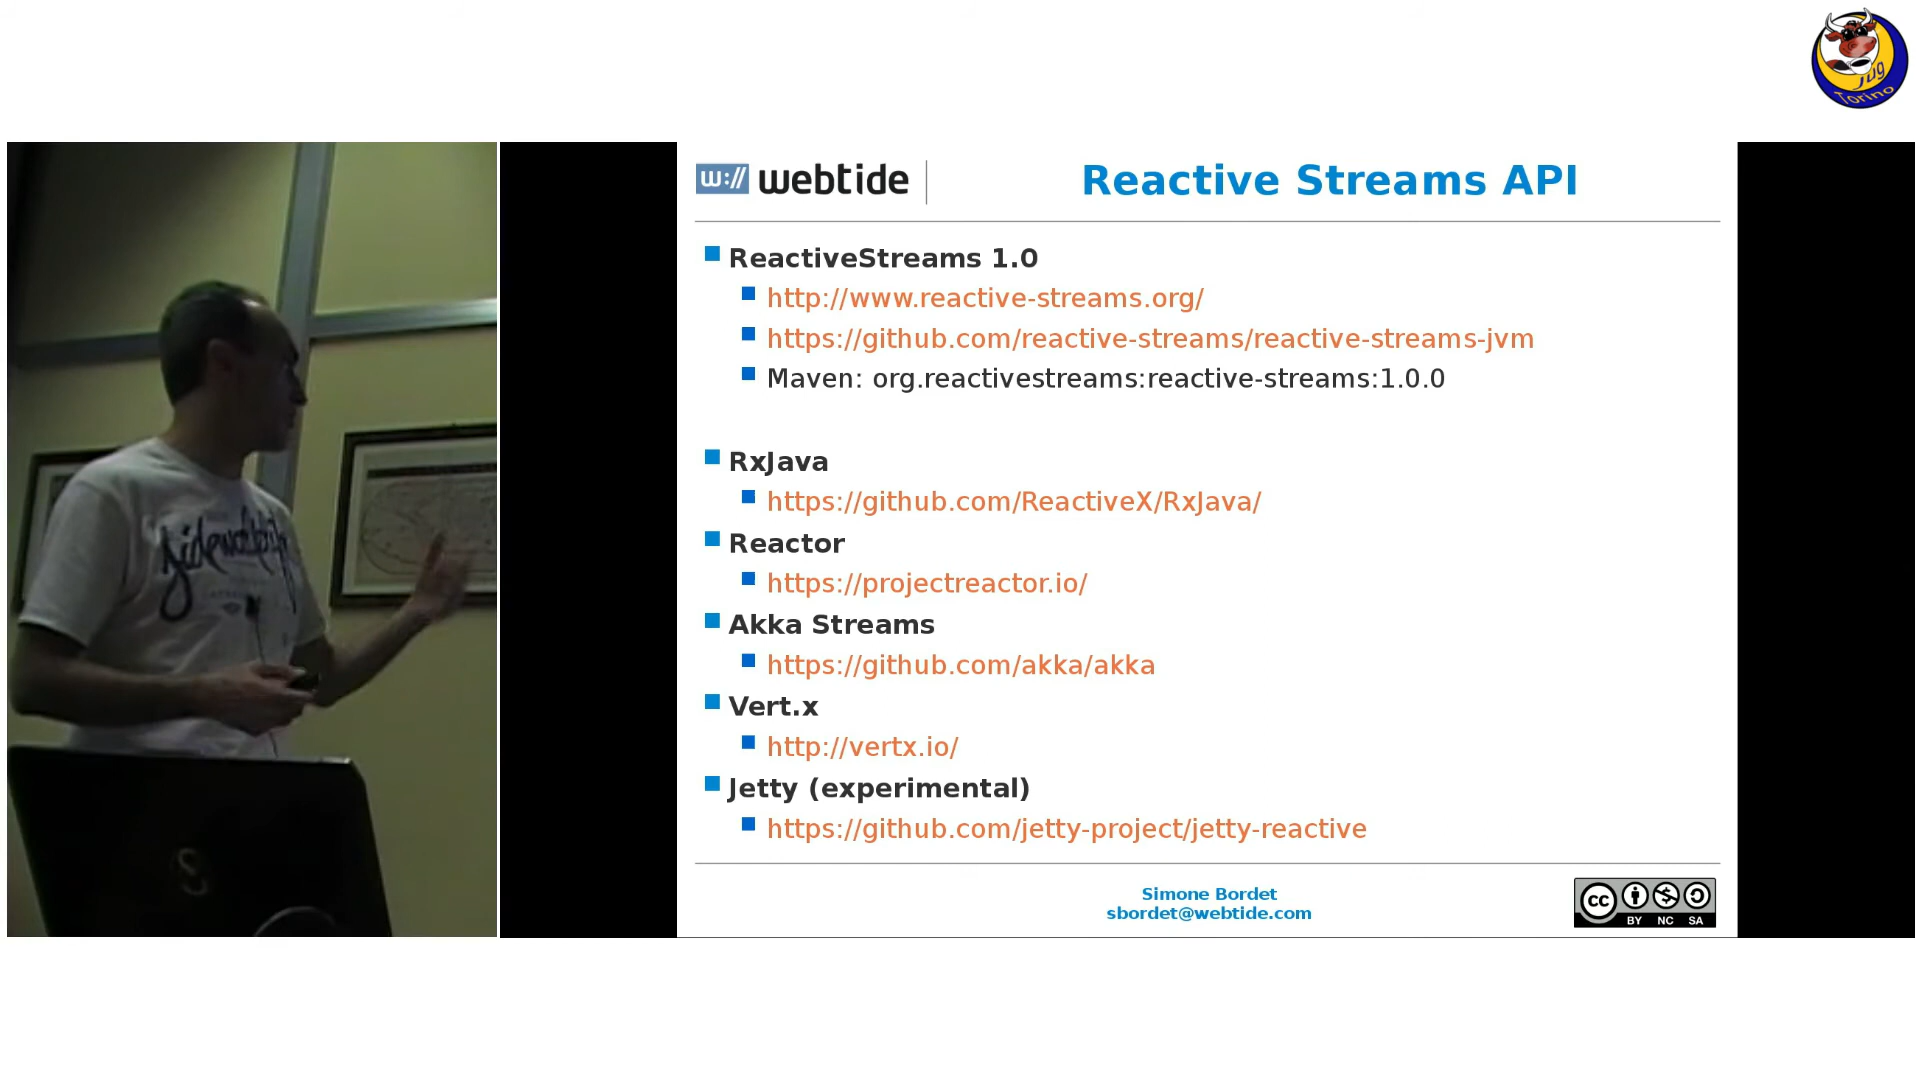 jug
Torino
w:// webtide
Reactive Streams API
ReactiveStreams 1.0
http://www.reactive-streams.org/
https://github.com/reactive-streams/reactive-streams-jvm
Maven: org.reactivestreams:reactive-streams:1.0.0
RxJava
https://github.com/ReactiveX/RxJava/
Reactor
https://projectreactor.io/
Akka Streams
https://github.com/akka/akka
Vert.x
http://vertx.io/
Jetty (experimental)
https://github.com/jetty-project/jetty-reactive
Simone Bordet
sbordet@webtide.com
cc
BY NC SA